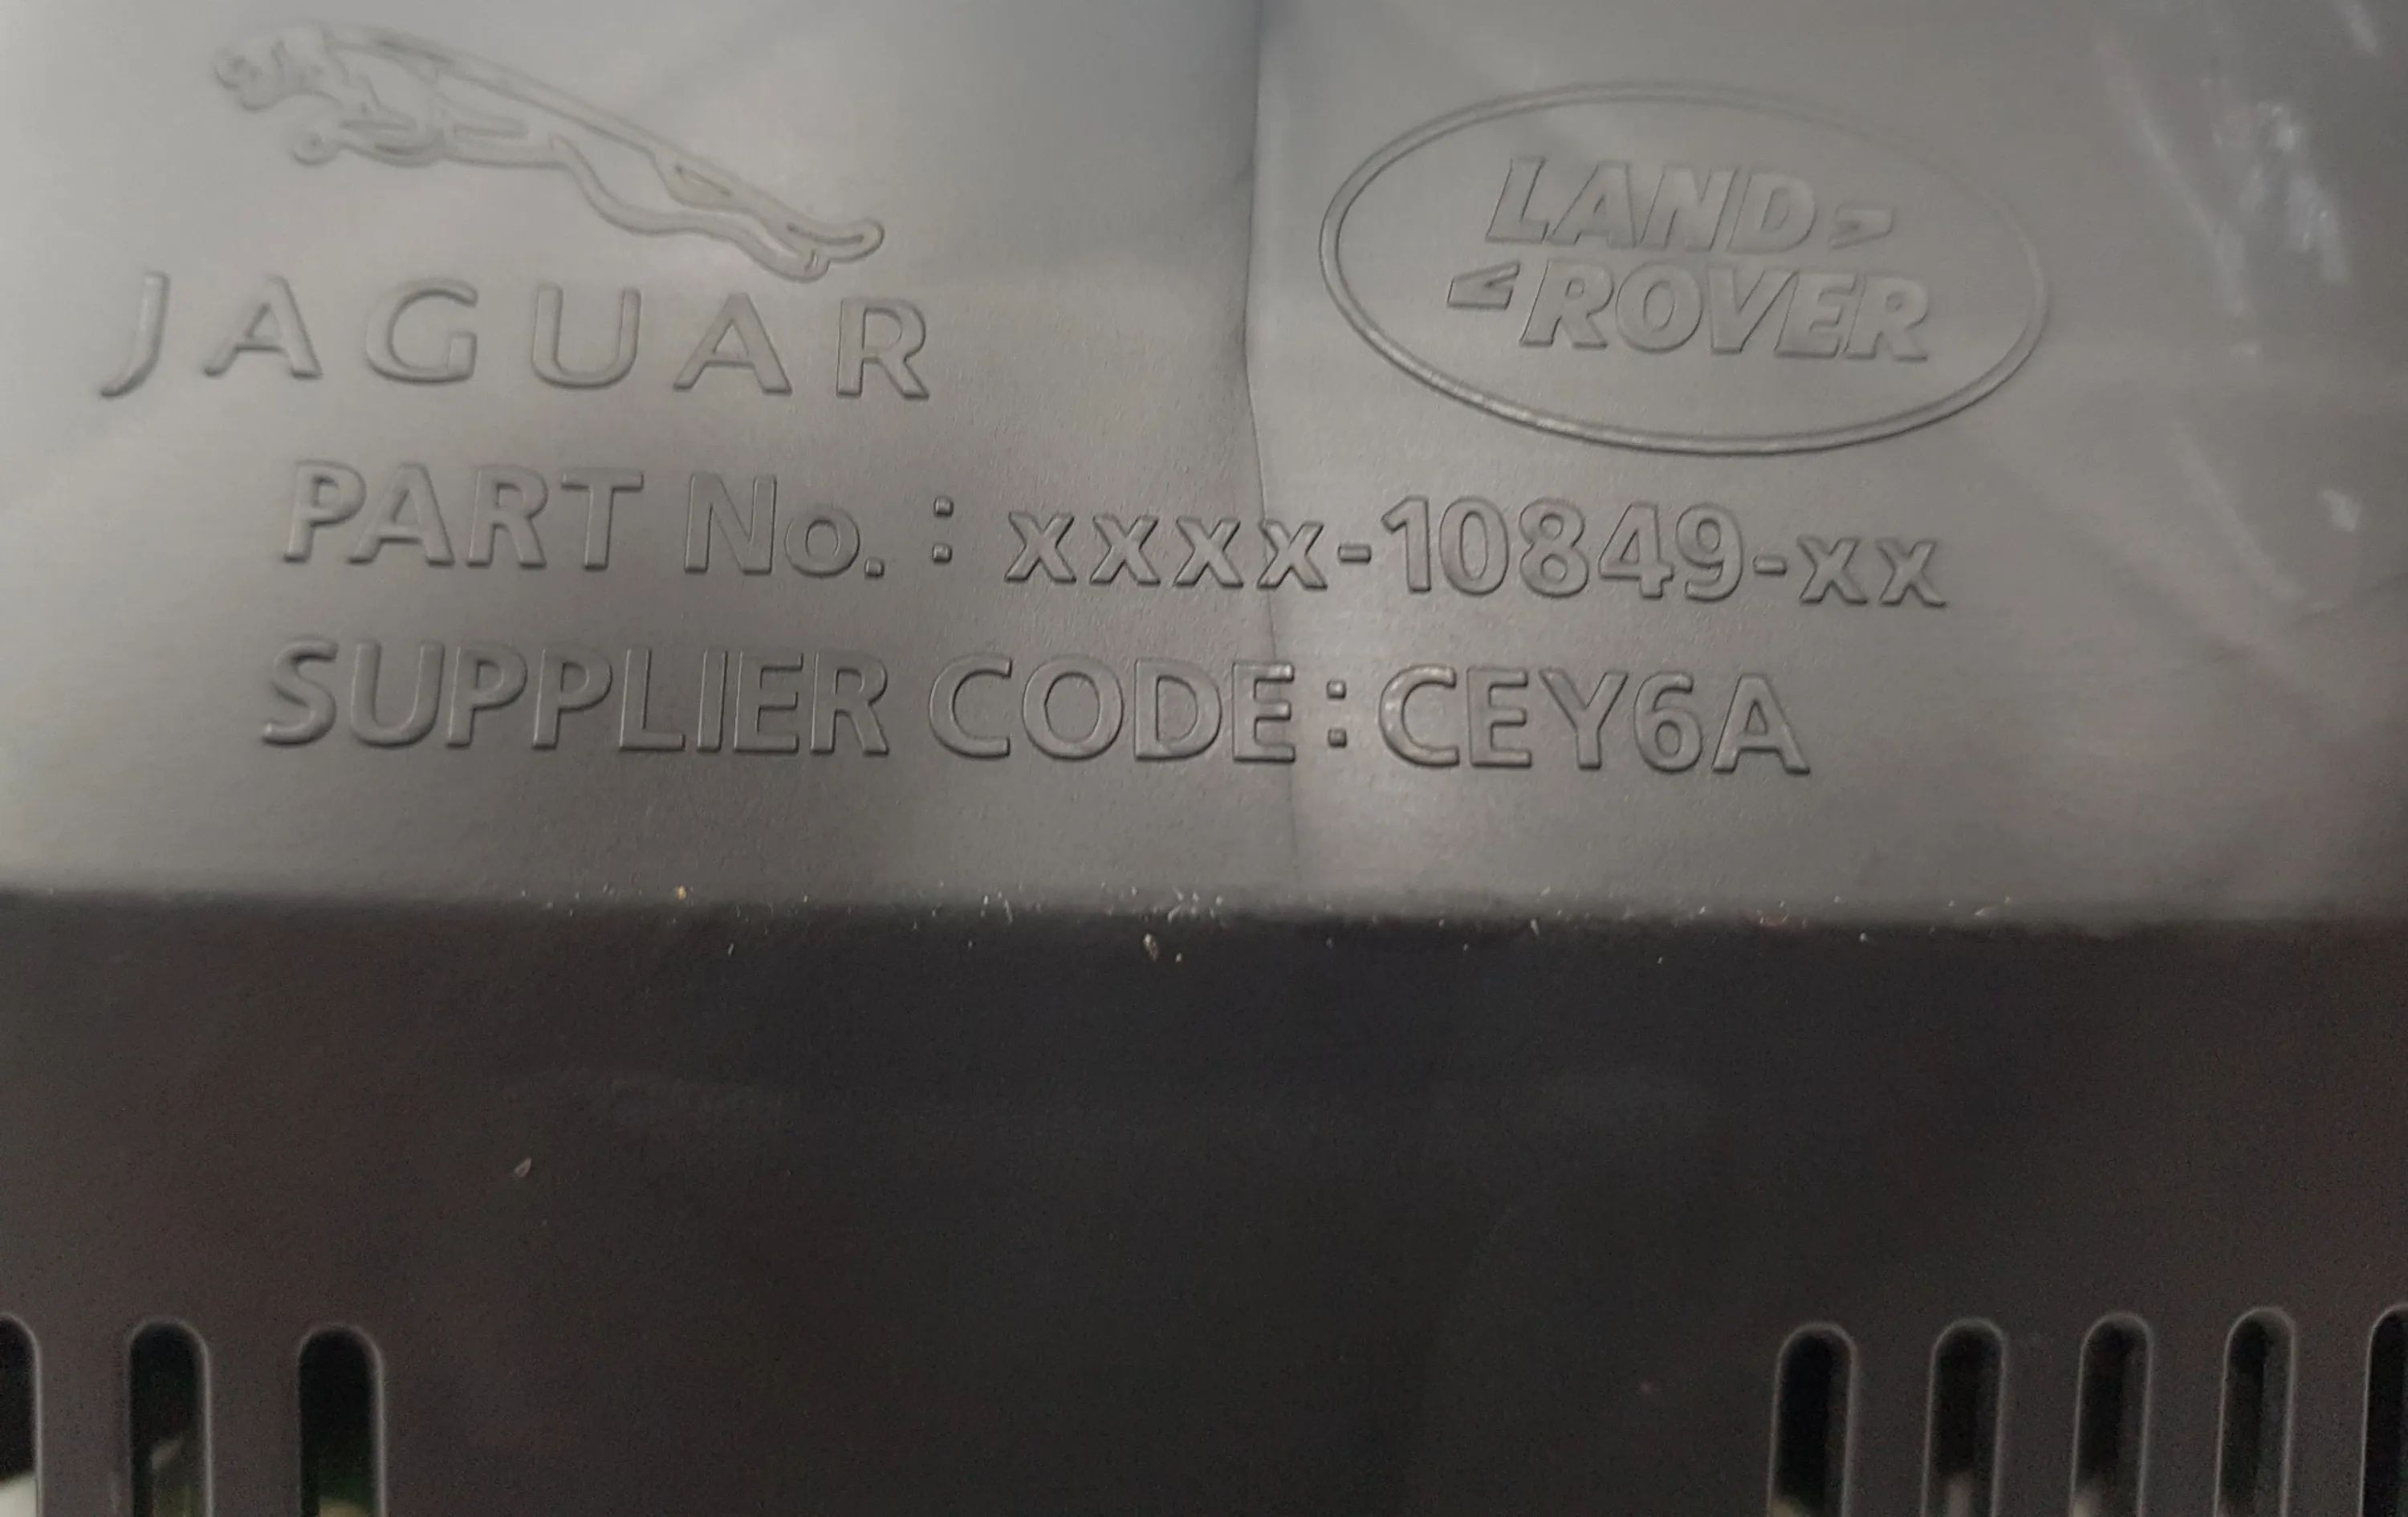 JAGUAR
LAND
ROVER
PART No. : xxxx-10849-xx
SUPPLIER CODE : CEY6A